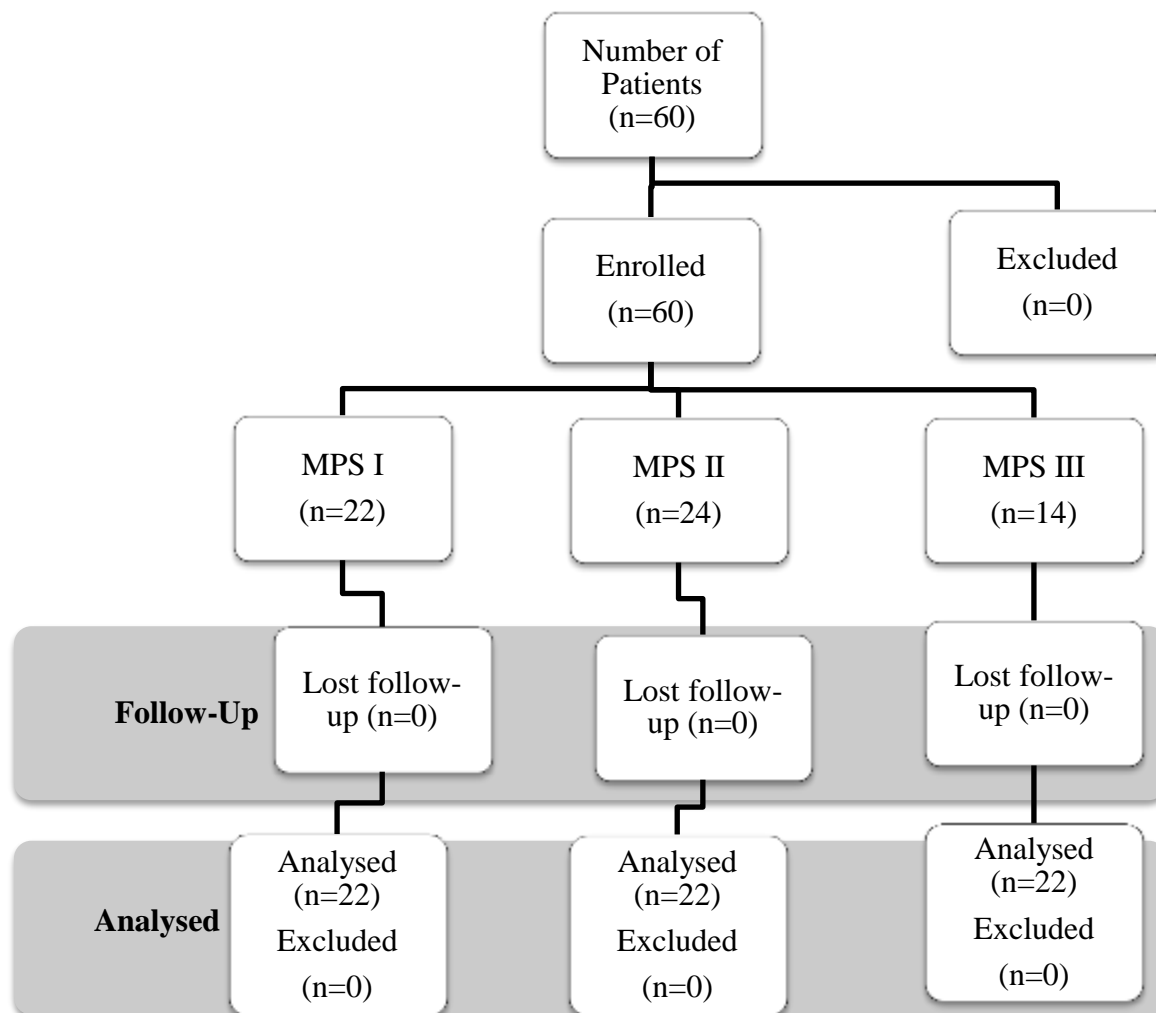 Number of
Patients
(n=60)
Enrolled
(n=60)
Excluded
(n=0)
MPS I
(n=22)
MPS II
(n=24)
MPS III
(n=14)
Follow-Up
Lost follow-
up (n=0)
Lost follow-
up (n=0)
Lost follow-
up (n=0)
Analysed
Analysed
(n=22)
Excluded
(n=0)
Analysed
(n=22)
Excluded
(n=0)
Analysed
(n=22)
Excluded
(n=0)